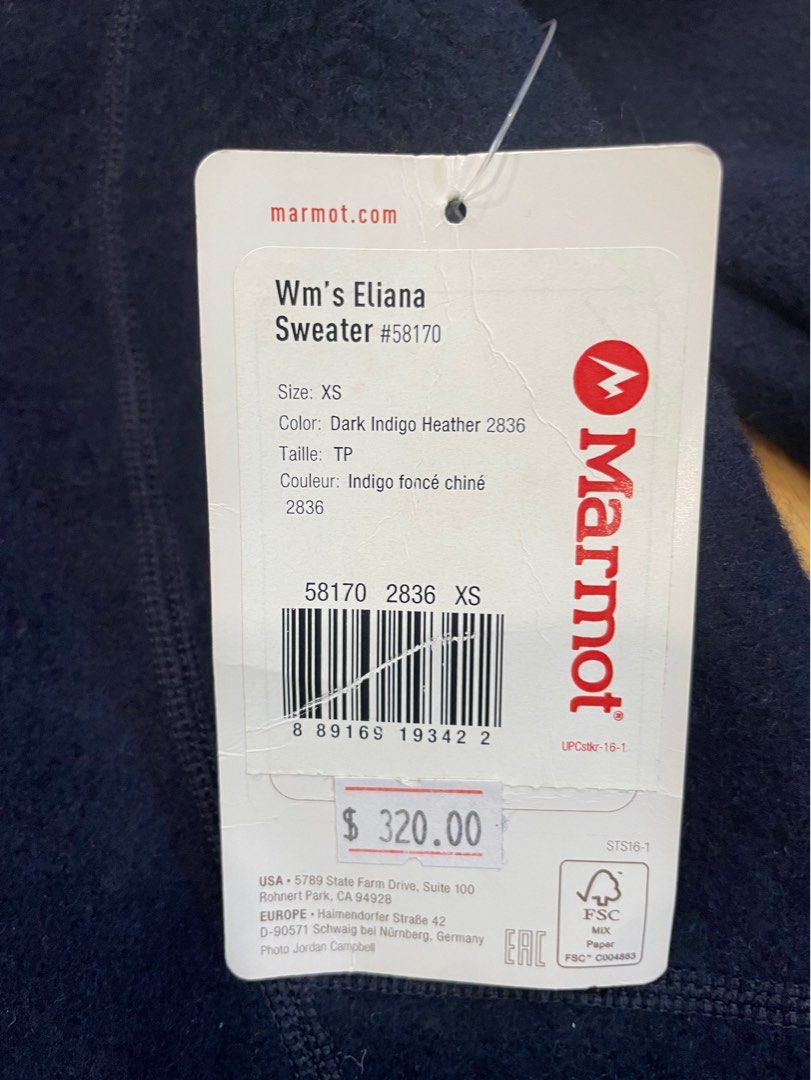 marmot.com
Wm's Eliana
Sweater #58170
Size: XS
Color: Dark Indigo Heather 2836
Taille: TP
Couleur: Indigo foncé chiné
2836
58170 2836 XS
8 89169 19342 2
Marmot®
UPCstkr-16-1
$ 320.00
STS16-1
USA • 5789 State Farm Drive, Suite 100
Rohnert Park, CA 94928
EUROPE • Haimendorfer Straße 42
D-90571 Schwaig bei Nürnberg, Germany
Photo Jordan Campbell
EAC
FSC
MIX
Paper
FSC™ C004883